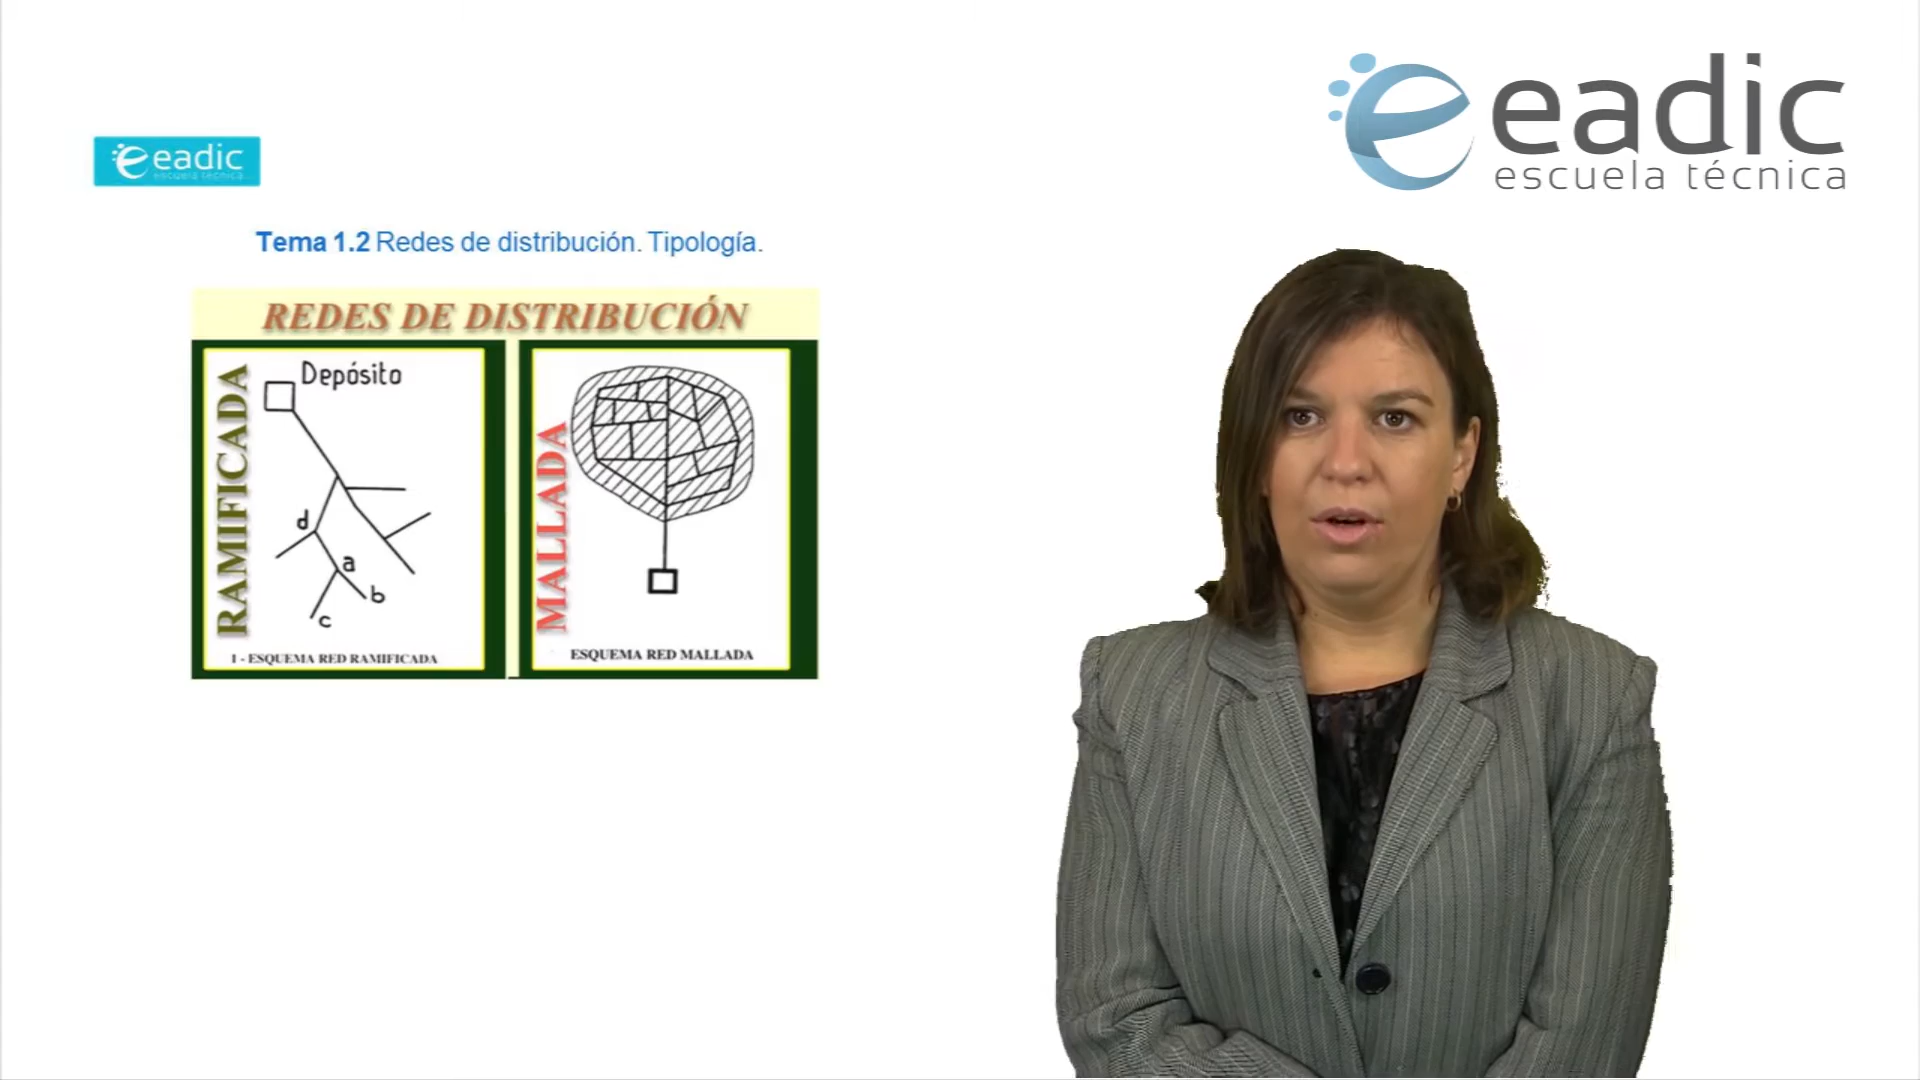 eadic
escuela técnica
eadic
escuela técnica
Tema 1.2 Redes de distribución. Tipología.
REDES DE DISTRIBUCIÓN
RAMIFICADA
Depósito
d
a
b
c
1 - ESQUEMA RED RAMIFICADA
MALLADA
ESQUEMA RED MALLADA